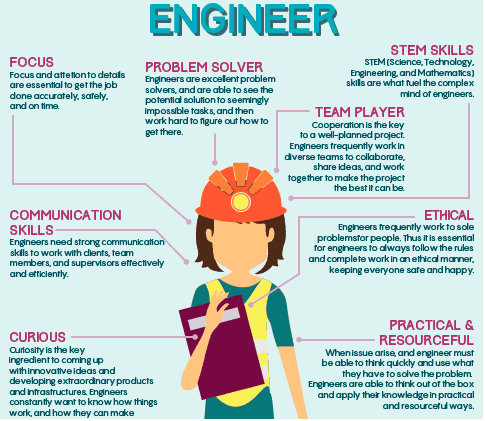 ENGINEER
FOCUS
Focus and attetion to details
are essential to get the job
done accurately, safely,
and on time.
PROBLEM SOLVER
Engineers are excellent problem
solvers, and are able to see the
potential solution to seemingly
impossible tasks, and then
work hard to figure out how to
get there.
STEM SKILLS
STEM (Science, Technology,
Engineering, and Mathematics)
skills are what fuel the complex
mind of engineers.
TEAM PLAYER
Cooperation is the key
to a well-planned project.
Engineers frequently work in
diverse teams to collaborate,
share ideas, and work
together to make the project
the best it can be.
COMMUNICATION
SKILLS
Engineers need strong communication
skills to work with clients, team
members, and supervisors effectively
and efficiently.
ETHICAL
Engineers frequently work to sole
problemsfor people. Thus it is essential
for engineers to always follow the rules
and complete work in an ethical manner,
keeping everyone safe and happy.
CURIOUS
Curiosity is the key
ingredient to coming up
with innovative ideas and
developing extraordinary products
and infrastructures. Engineers
constantly want to know how things
work, and how they can make
PRACTICAL &
RESOURCEFUL
When issue arise, and engineer must
be able to think quickly and use what
they have to solve the problem.
Engineers are able to think out of the box
and apply their knowledge in practical
and resourceful ways.